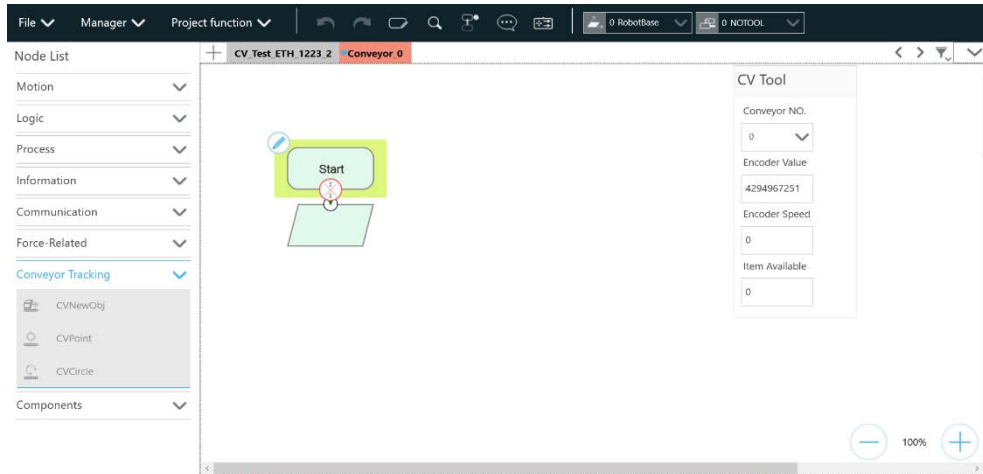 File Manager Project function 0 RobotBase 0 NOTOOL
Node List
CV_Test_ETH_1223_2 Conveyor_0
Motion
Logic
Process
Information
Communication
Force-Related
Conveyor Tracking
CVNewObj
CVPoint
CVCircle
Components
Start
CV Tool
Conveyor NO.
0
Encoder Value
4294967251
Encoder Speed
0
Item Available
0
100%